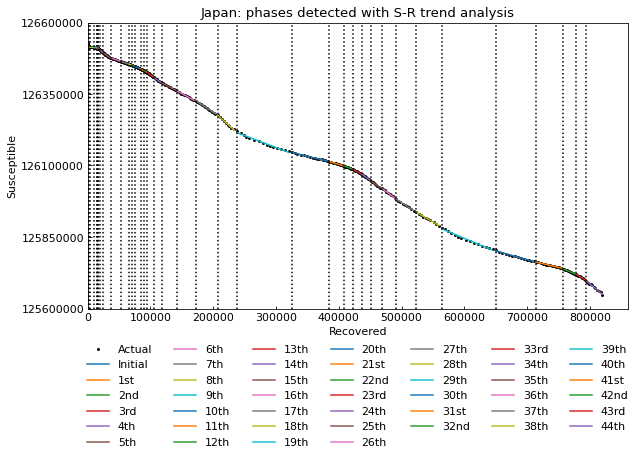 Japan: phases detected with S-R trend analysis
126600000
126350000
126100000
125850000
125600000
Susceptible
0 100000 200000 300000 400000 500000 600000 700000 800000
Recovered
Actual 6th 13th 20th 27th 33rd 39th
Initial 7th 14th 21st 28th 34th 40th
1st 8th 15th 22nd 29th 35th 41st
2nd 9th 16th 23rd 30th 36th 42nd
3rd 10th 17th 24th 31st 37th 43rd
4th 11th 18th 25th 32nd 38th 44th
5th 12th 19th 26th